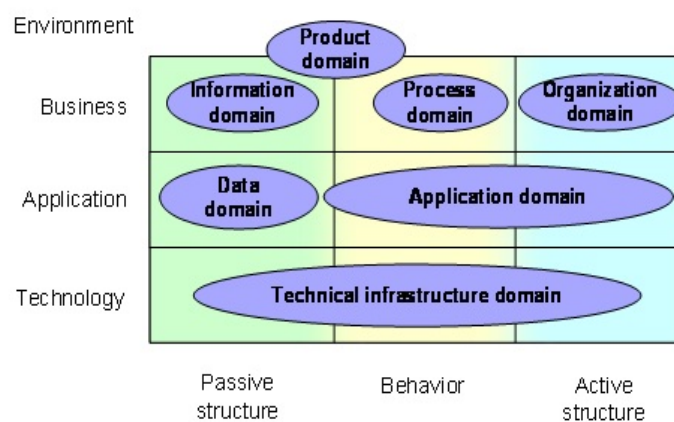 Environment
Product
domain
Business
Information
domain
Process
domain
Organization
domain
Application
Data
domain
Application domain
Technology
Technical infrastructure domain
Passive
structure
Behavior
Active
structure